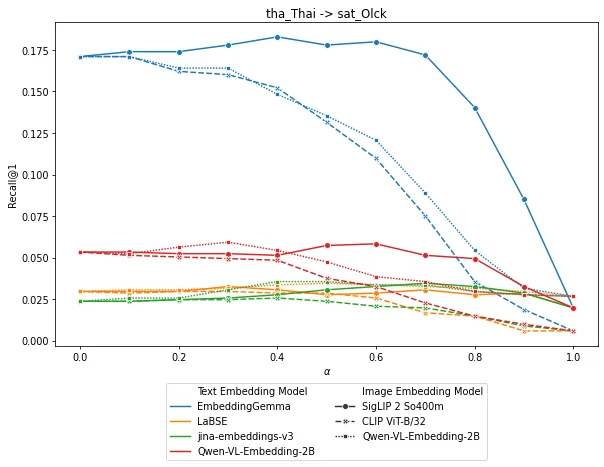 tha_Thai -> sat_Olck
Recall@1
0.175
0.150
0.125
0.100
0.075
0.050
0.025
0.000
0.0 0.2 0.4 0.6 0.8 1.0
α
Text Embedding Model
EmbeddingGemma
LaBSE
jina-embeddings-v3
Qwen-VL-Embedding-2B
Image Embedding Model
SigLIP 2 So400m
CLIP ViT-B/32
Qwen-VL-Embedding-2B